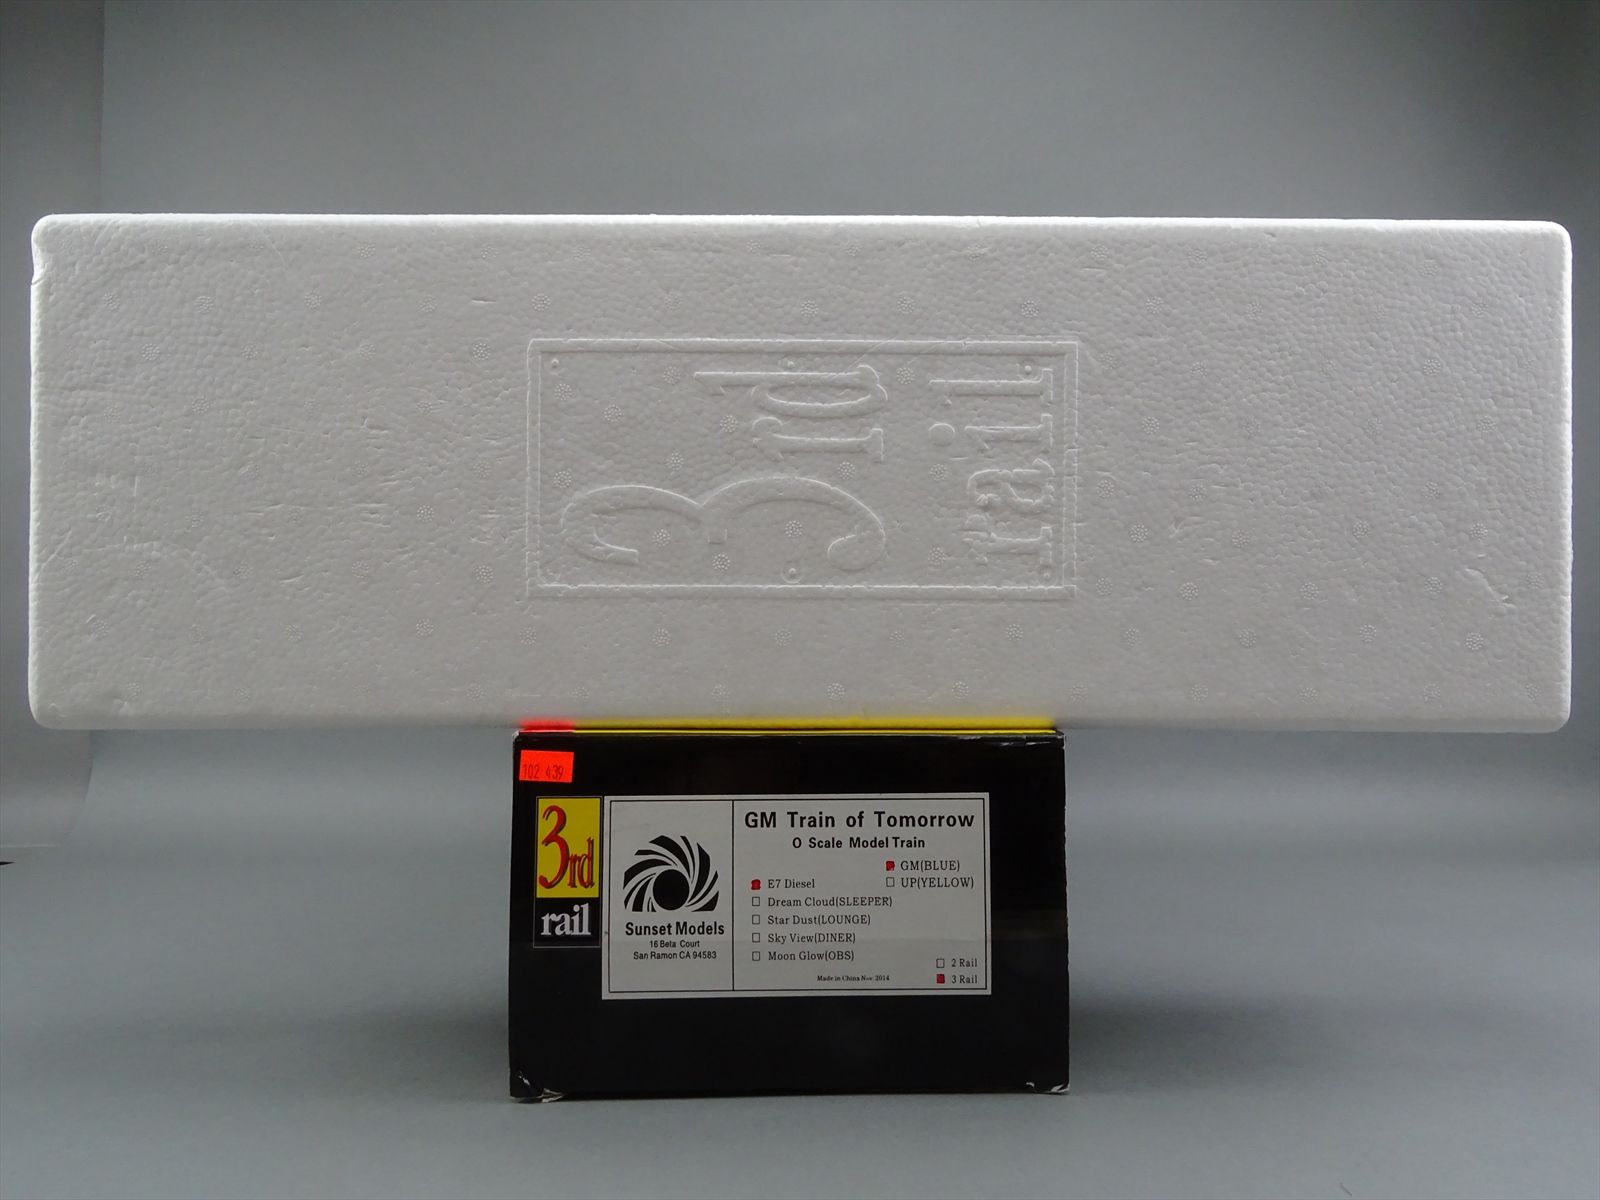 3rd
rail
102-439
3rd
rail
Sunset Models
16 Beta Court
San Ramon CA 94583
GM Train of Tomorrow
O Scale Model Train
GM(BLUE)
UP(YELLOW)
E7 Diesel
Dream Cloud(SLEEPER)
Star Dust(LOUNGE)
Sky View(DINER)
Moon Glow(OBS)
2 Rail
3 Rail
Made in China Nov. 2014